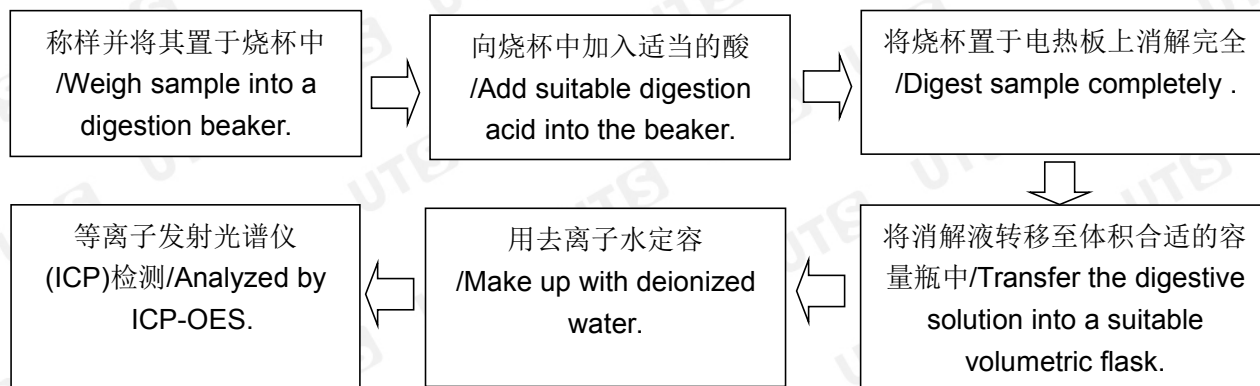 称样并将其置于烧杯中
/Weigh sample into a
digestion beaker.
向烧杯中加入适当的酸
/Add suitable digestion
acid into the beaker.
将烧杯置于电热板上消解完全
/Digest sample completely .
将消解液转移至体积合适的容
量瓶中/Transfer the digestive
solution into a suitable
volumetric flask.
用去离子水定容
/Make up with deionized
water.
等离子发射光谱仪
(ICP)检测/Analyzed by
ICP-OES.